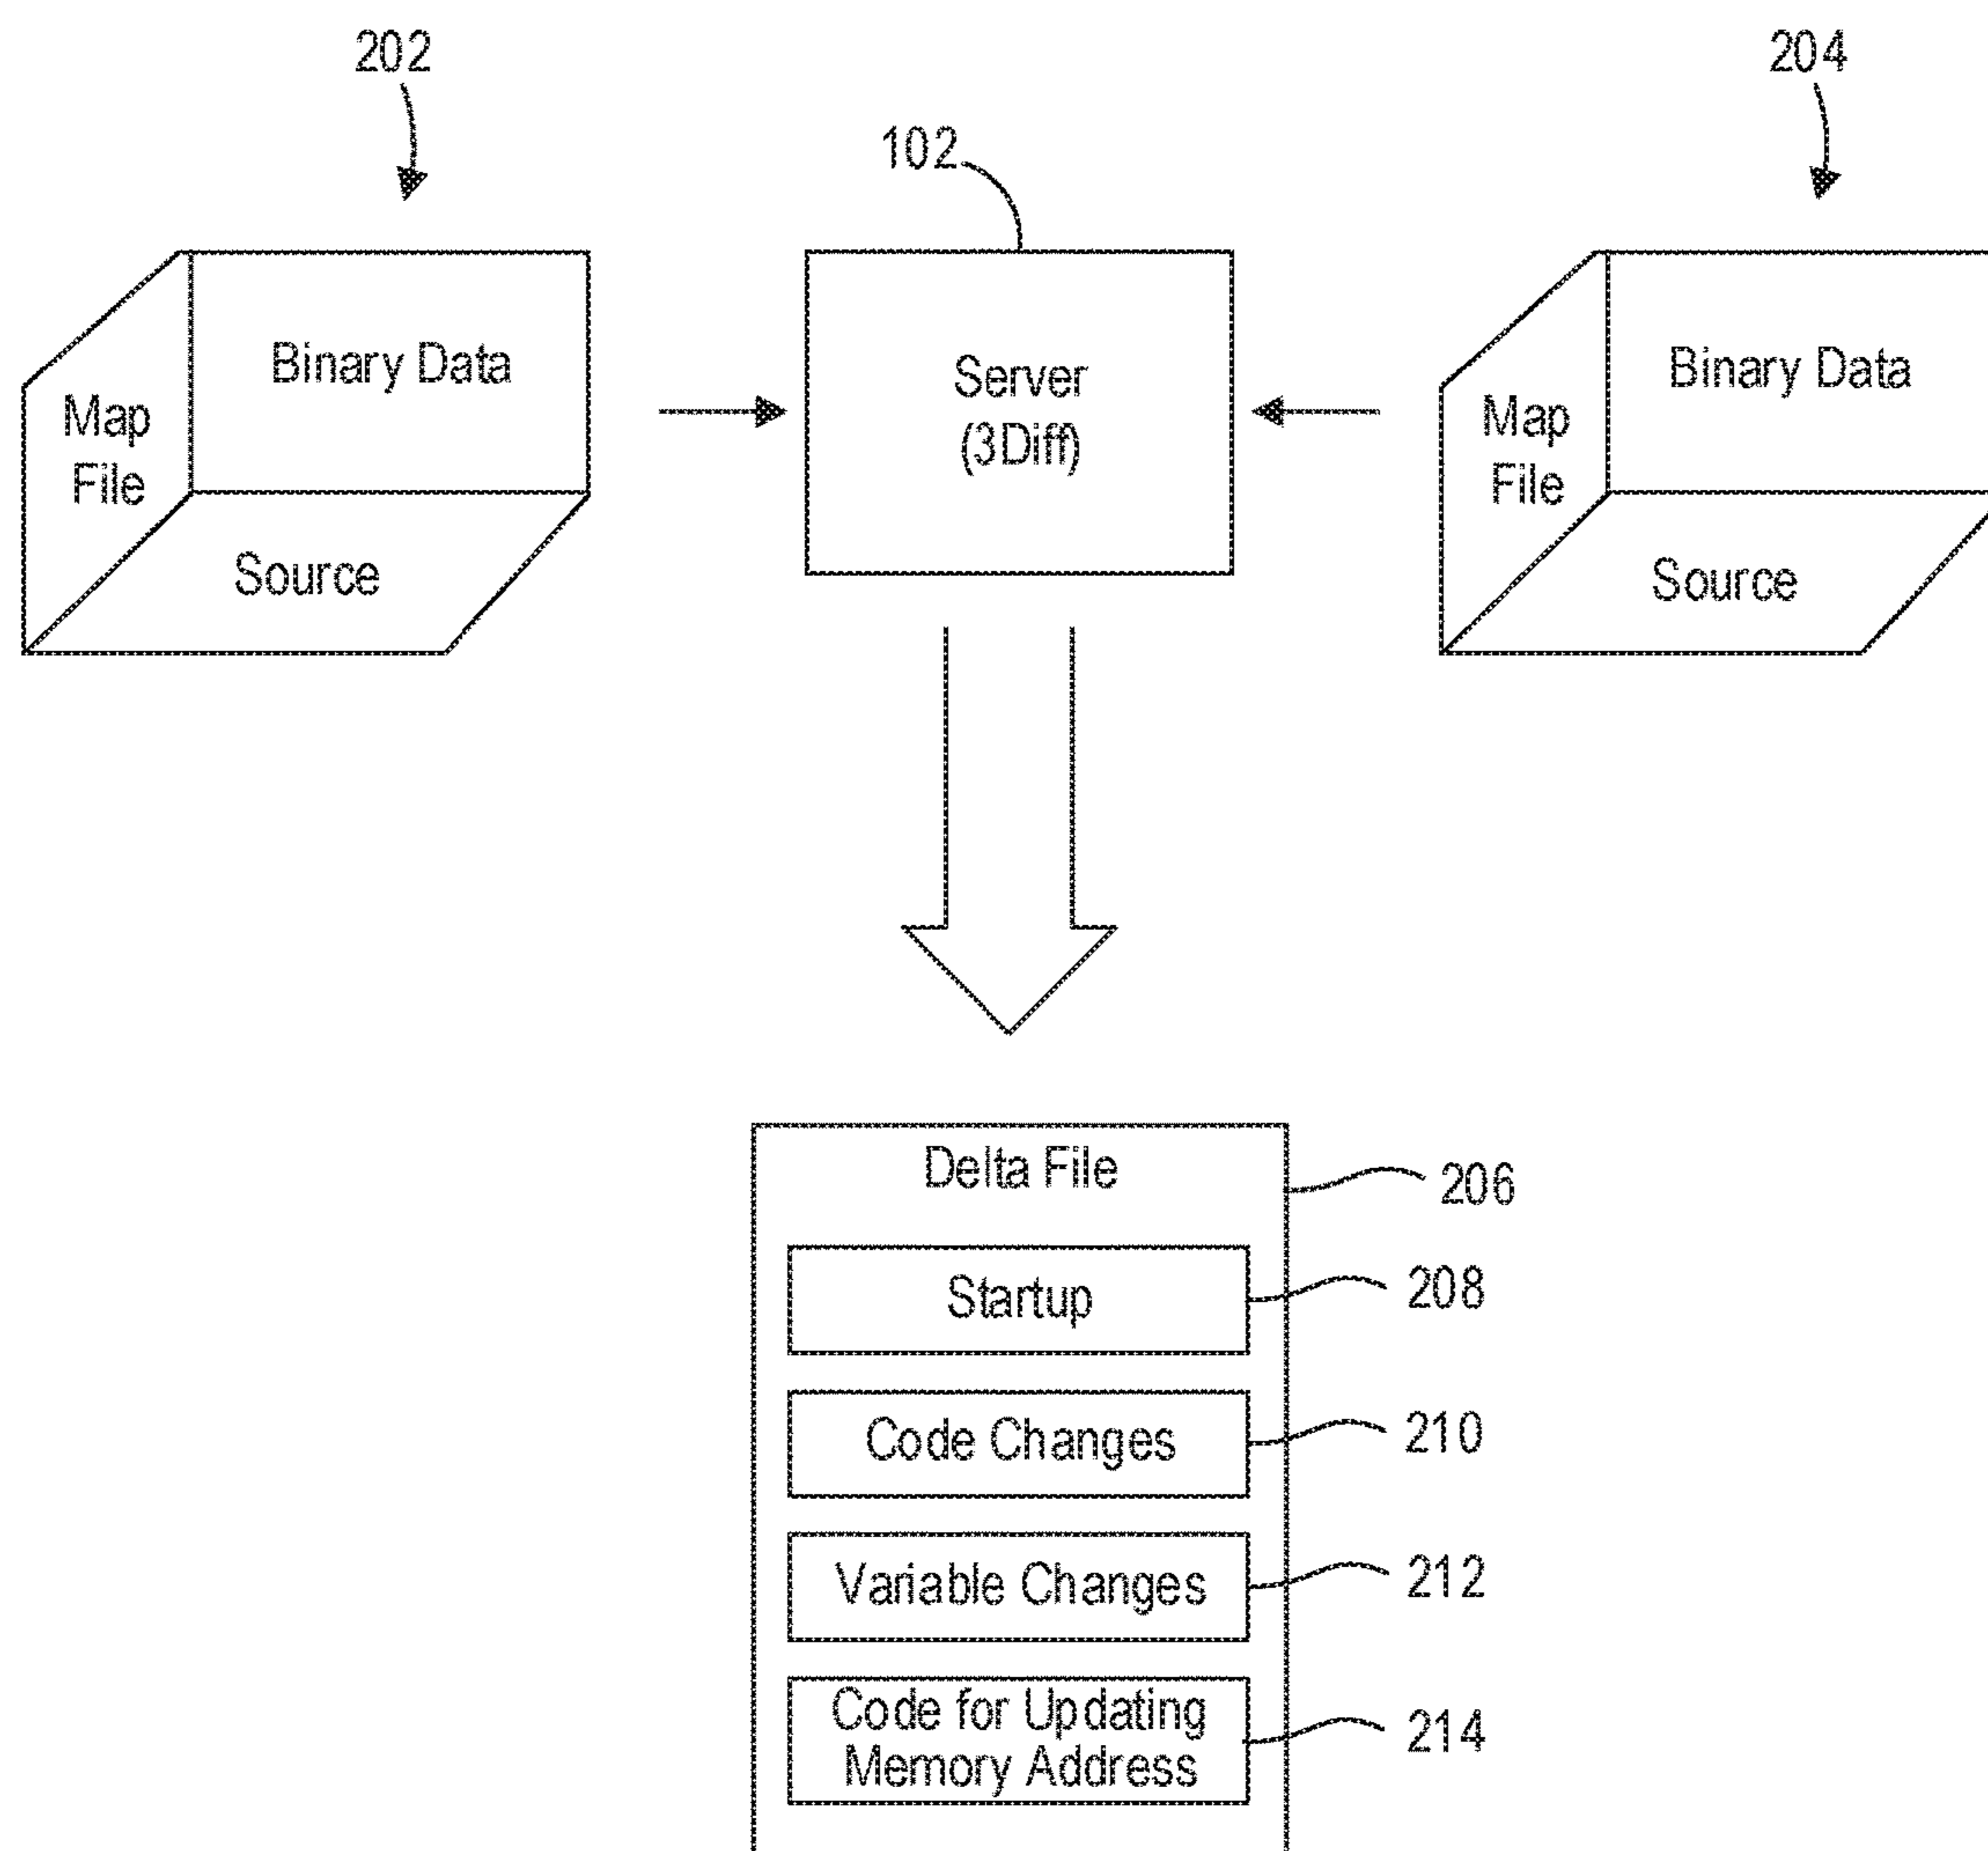 202
204
102
Binary Data
Map
File
Source
Server
(3Diff)
Binary Data
Map
File
Source
Delta File
206
Startup
208
Code Changes
210
Variable Changes
212
Code for Updating
Memory Address
214